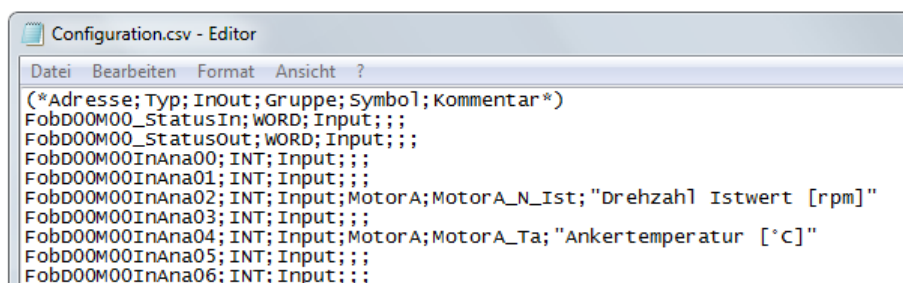 Configuration.csv - Editor
Datei Bearbeiten Format Ansicht ?
(*Adresse;Typ;InOut;Gruppe;Symbol;Kommentar*)
FobD00M00_StatusIn;WORD;Input;;;
FobD00M00_StatusOut;WORD;Input;;;
FobD00M00InAna00;INT;Input;;;
FobD00M00InAna01;INT;Input;;;
FobD00M00InAna02;INT;Input;MotorA;MotorA_N_Ist;"Drehzahl Istwert [rpm]"
FobD00M00InAna03;INT;Input;;;
FobD00M00InAna04;INT;Input;MotorA;MotorA_Ta;"Ankertemperatur [°C]"
FobD00M00InAna05;INT;Input;;;
FobD00M00InAna06;INT;Input;;;